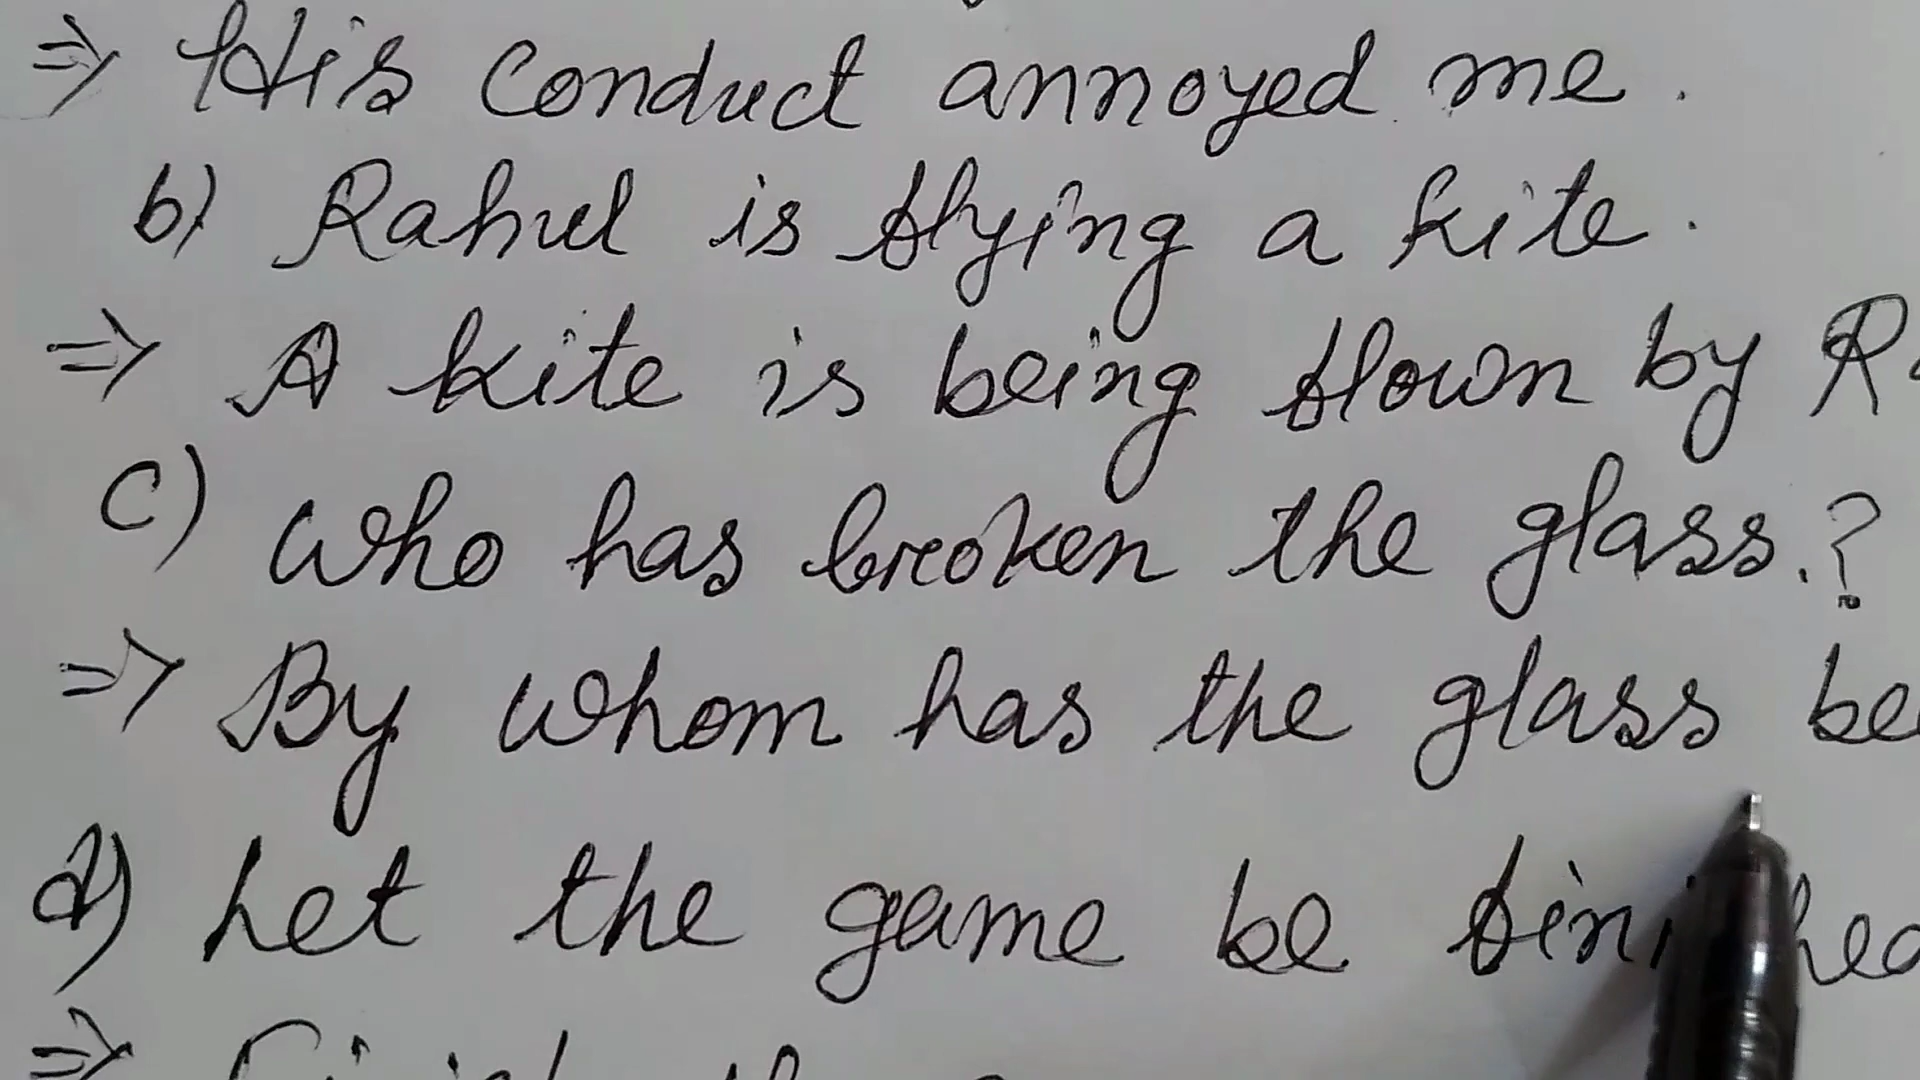 => His conduct annoyed me.
b) Rahul is flying a kite.
=> A kite is being flown by R
c) Who has broken the glass.?
=> By whom has the glass be
d) Let the game be
=>